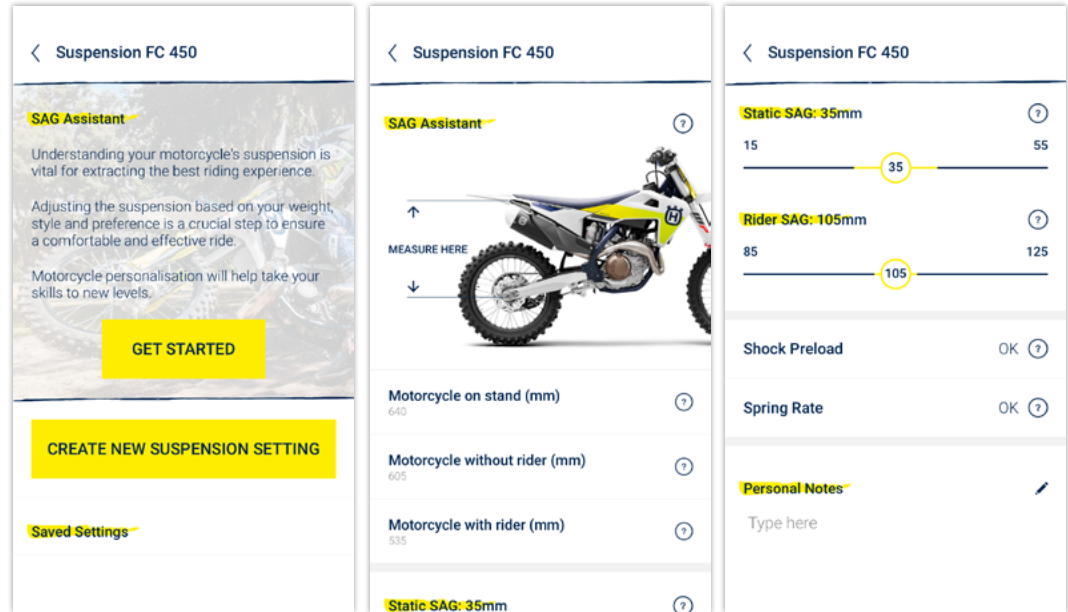 Suspension FC 450
SAG Assistant
Understanding your motorcycle's suspension is
vital for extracting the best riding experience.
Adjusting the suspension based on your weight,
style and preference is a crucial step to ensure
a comfortable and effective ride.
Motorcycle personalisation will help take your
skills to new levels.
GET STARTED
CREATE NEW SUSPENSION SETTING
Saved Settings
Suspension FC 450
SAG Assistant
?
MEASURE HERE
Motorcycle on stand (mm)
?
640
Motorcycle without rider (mm)
?
605
Motorcycle with rider (mm)
?
535
Static SAG: 35mm
?
Suspension FC 450
Static SAG: 35mm
?
15 55
35
Rider SAG: 105mm
?
85 125
105
Shock Preload OK ?
Spring Rate OK ?
Personal Notes
Type here